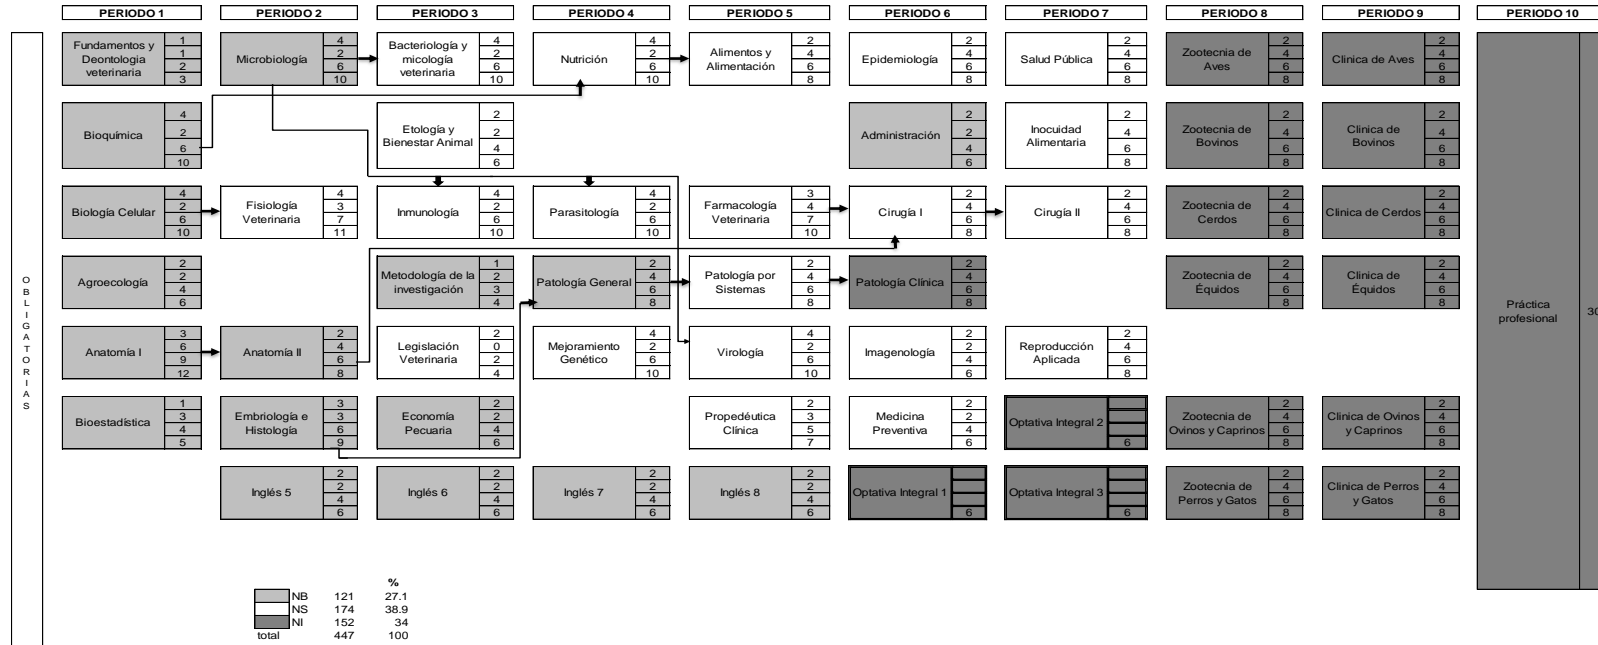 PERIODO 1 PERIODO 2 PERIODO 3 PERIODO 4 PERIODO 5 PERIODO 6 PERIODO 7 PERIODO 8 PERIODO 9 PERIODO 10
OBLIGATORIAS
Fundamentos y
Deontologia
veterinaria
1
1
2
3
Microbiología
4
2
6
10
Bacteriología y
micología
veterinaria
4
2
6
10
Nutrición
4
2
6
10
Alimentos y
Alimentación
2
4
6
8
Epidemiología
2
4
6
8
Salud Pública
2
4
6
8
Zootecnia de
Aves
2
4
6
8
Clinica de Aves
2
4
6
8
Bioquímica
4
2
6
10
Etología y
Bienestar Animal
2
2
4
6
Administración
2
2
4
6
Inocuidad
Alimentaria
2
4
6
8
Zootecnia de
Bovinos
2
4
6
8
Clinica de
Bovinos
2
4
6
8
Biología Celular
4
2
6
10
Fisiología
Veterinaria
4
3
7
11
Inmunología
4
2
6
10
Parasitología
4
2
6
10
Farmacología
Veterinaria
3
4
7
10
Cirugía I
2
4
6
8
Cirugía II
2
4
6
8
Zootecnia de
Cerdos
2
4
6
8
Clinica de Cerdos
2
4
6
8
Agroecología
2
2
4
6
Metodología de la
investigación
1
2
3
4
Patología General
2
4
6
8
Patología por
Sistemas
2
4
6
8
Patología Clínica
2
4
6
8
Zootecnia de
Équidos
2
4
6
8
Clinica de
Équidos
2
4
6
8
Práctica
profesional
30
Anatomía I
3
6
9
12
Anatomía II
2
4
6
8
Legislación
Veterinaria
2
0
2
4
Mejoramiento
Genético
4
2
6
10
Virología
4
2
6
10
Imagenología
2
2
4
6
Reproducción
Aplicada
2
4
6
8
Bioestadística
1
3
4
5
Embriología e
Histología
3
3
6
9
Economía
Pecuaria
2
2
4
6
Propedéutica
Clínica
2
3
5
7
Medicina
Preventiva
2
2
4
6
Optativa Integral 2
6
Zootecnia de
Ovinos y Caprinos
2
4
6
8
Clinica de Ovinos
y Caprinos
2
4
6
8
Inglés 5
2
2
4
6
Inglés 6
2
2
4
6
Inglés 7
2
2
4
6
Inglés 8
2
2
4
6
Optativa Integral 1
6
Optativa Integral 3
6
Zootecnia de
Perros y Gatos
2
4
6
8
Clinica de Perros
y Gatos
2
4
6
8
%
NB 121 27.1
NS 174 38.9
NI 152 34
total 447 100